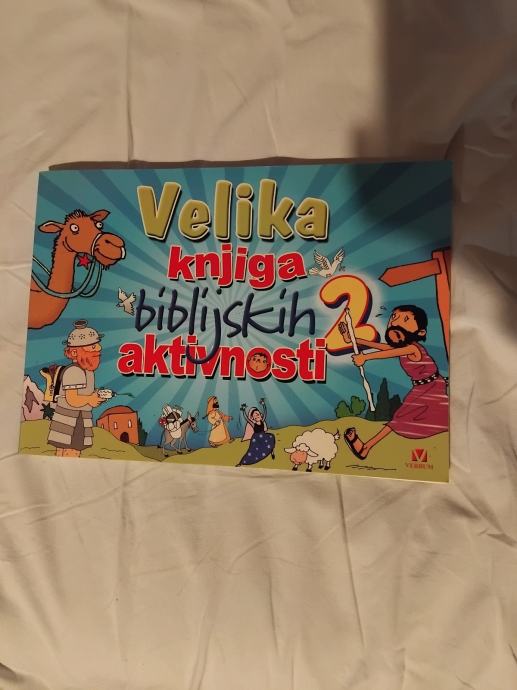 Velika
knjiga
biblijskih
aktivnosti
2
VERBUM